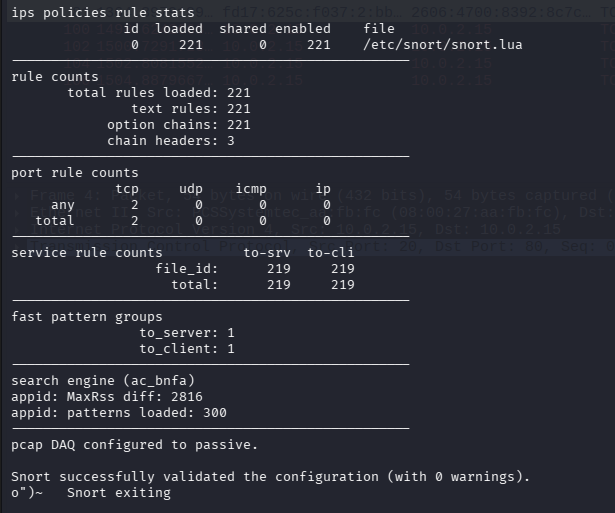 ips policies rule stats
id loaded shared enabled file
0 221 0 221 /etc/snort/snort.lua
rule counts
total rules loaded: 221
text rules: 221
option chains: 221
chain headers: 3
port rule counts
tcp udp icmp ip
any 2 0 0 0
total 2 0 0 0
service rule counts to-srv to-cli
file_id: 219 219
total: 219 219
fast pattern groups
to_server: 1
to_client: 1
search engine (ac_bnfa)
appid: MaxRss diff: 2816
appid: patterns loaded: 300
pcap DAQ configured to passive.
Snort successfully validated the configuration (with 0 warnings).
o")~ Snort exiting